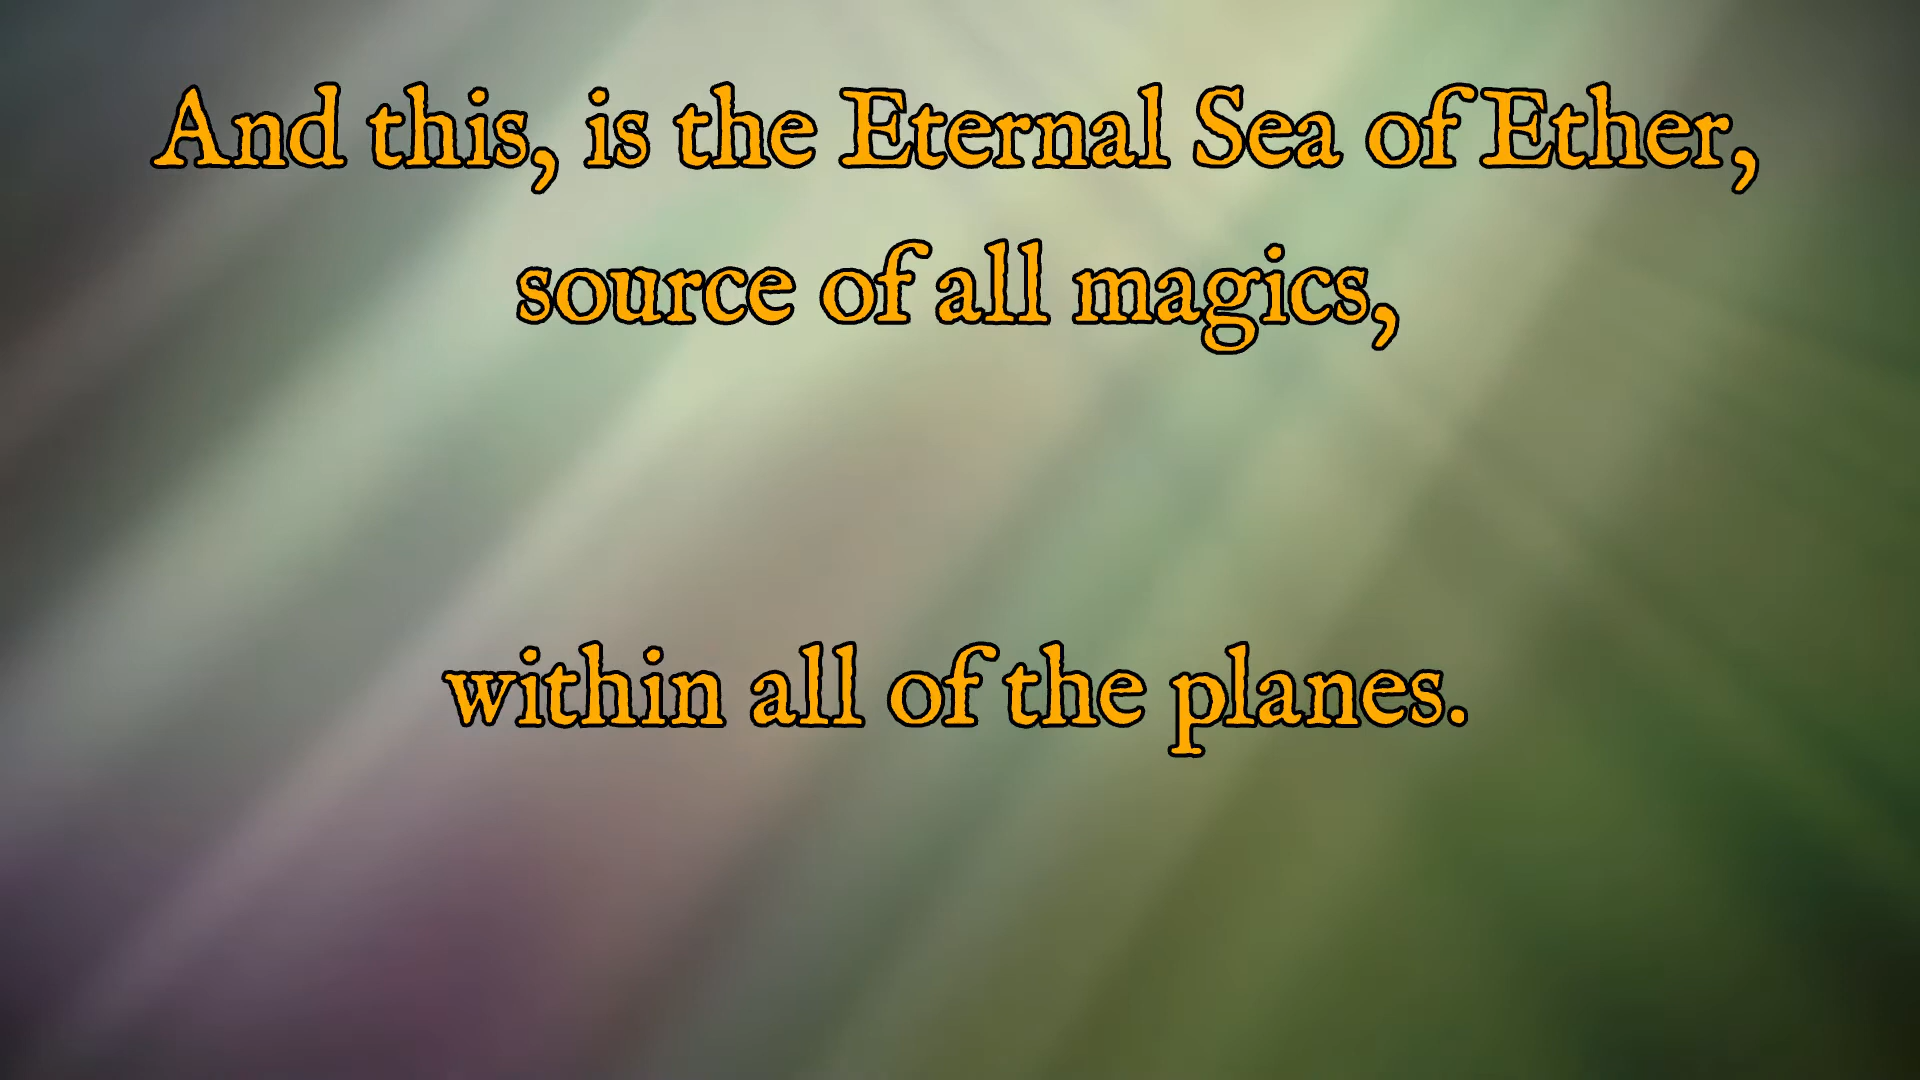 And this, is the Eternal Sea of Ether,
source of all magics,
within all of the planes.